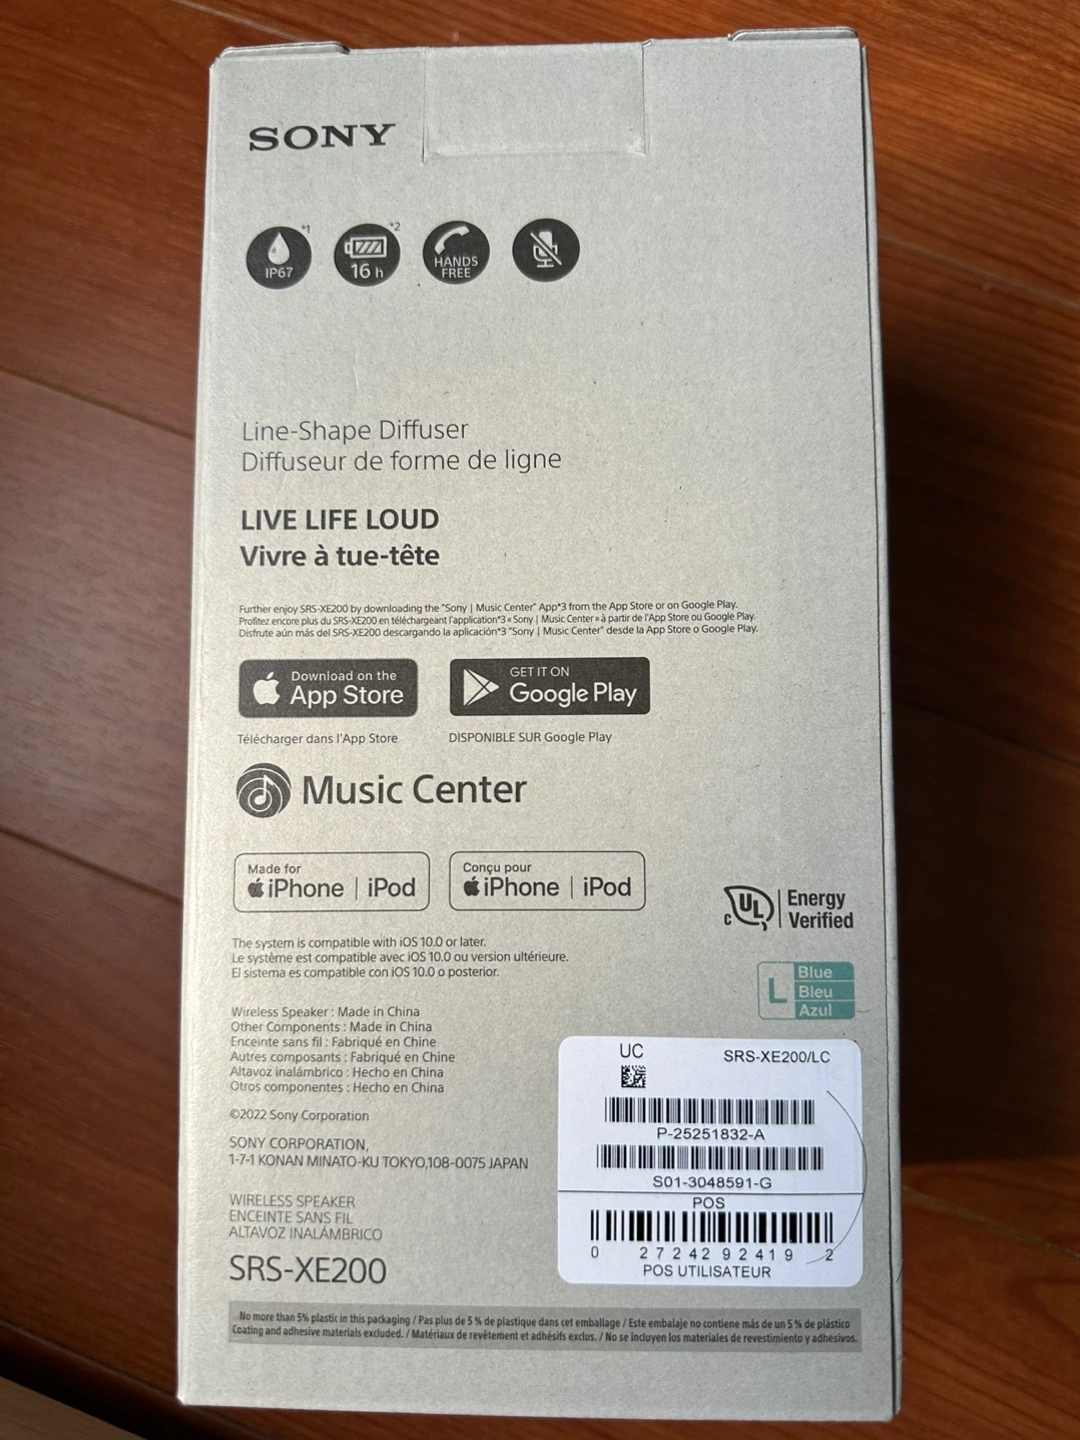 SONY
IP67 *1
16 h *2
HANDS
FREE
Line-Shape Diffuser
Diffuseur de forme de ligne
LIVE LIFE LOUD
Vivre à tue-tête
Further enjoy SRS-XE200 by downloading the "Sony | Music Center" App*3 from the App Store or on Google Play.
Profitez encore plus du SRS-XE200 en téléchargeant l'application*3 « Sony | Music Center » à partir de l'App Store ou Google Play.
Disfrute aún más del SRS-XE200 descargando la aplicación*3 "Sony | Music Center" desde la App Store o Google Play.
Download on the
App Store
GET IT ON
Google Play
Télécharger dans l'App Store
DISPONIBLE SUR Google Play
Music Center
Made for
iPhone | iPod
Conçu pour
iPhone | iPod
c UL Energy
Verified
The system is compatible with iOS 10.0 or later.
Le système est compatible avec iOS 10.0 ou version ultérieure.
El sistema es compatible con iOS 10.0 o posterior.
L
Blue
Bleu
Azul
Wireless Speaker : Made in China
Other Components : Made in China
Enceinte sans fil : Fabriqué en Chine
Autres composants : Fabriqué en Chine
Altavoz inalámbrico : Hecho en China
Otros componentes : Hecho en China
©2022 Sony Corporation
SONY CORPORATION,
1-7-1 KONAN MINATO-KU TOKYO,108-0075 JAPAN
WIRELESS SPEAKER
ENCEINTE SANS FIL
ALTAVOZ INALÁMBRICO
SRS-XE200
UC
SRS-XE200/LC
P-25251832-A
S01-3048591-G
POS
0 27242 92419 2
POS UTILISATEUR
No more than 5% plastic in this packaging / Pas plus de 5 % de plastique dans cet emballage / Este embalaje no contiene más de un 5 % de plástico
Coating and adhesive materials excluded. / Matériaux de revêtement et adhésifs exclus. / No se incluyen los materiales de revestimiento y adhesivos.